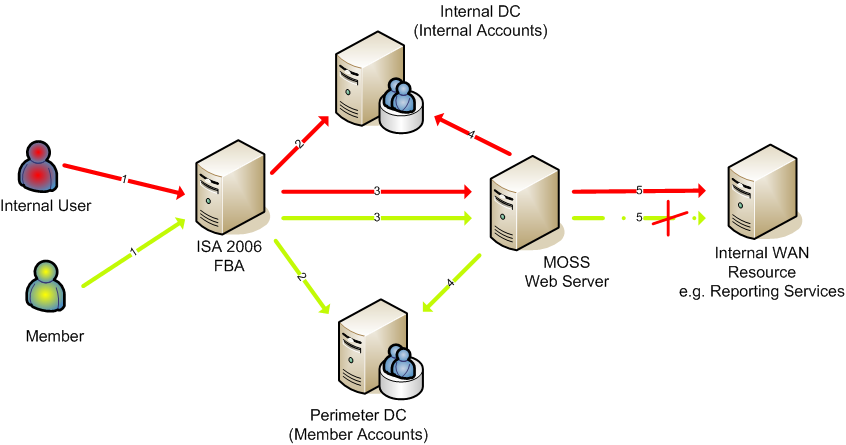 Internal DC
(Internal Accounts)
2
4
1
3
5
Internal User
3
5
ISA 2006
FBA
MOSS
Web Server
Internal WAN
Resource
e.g. Reporting Services
1
2
4
Member
Perimeter DC
(Member Accounts)